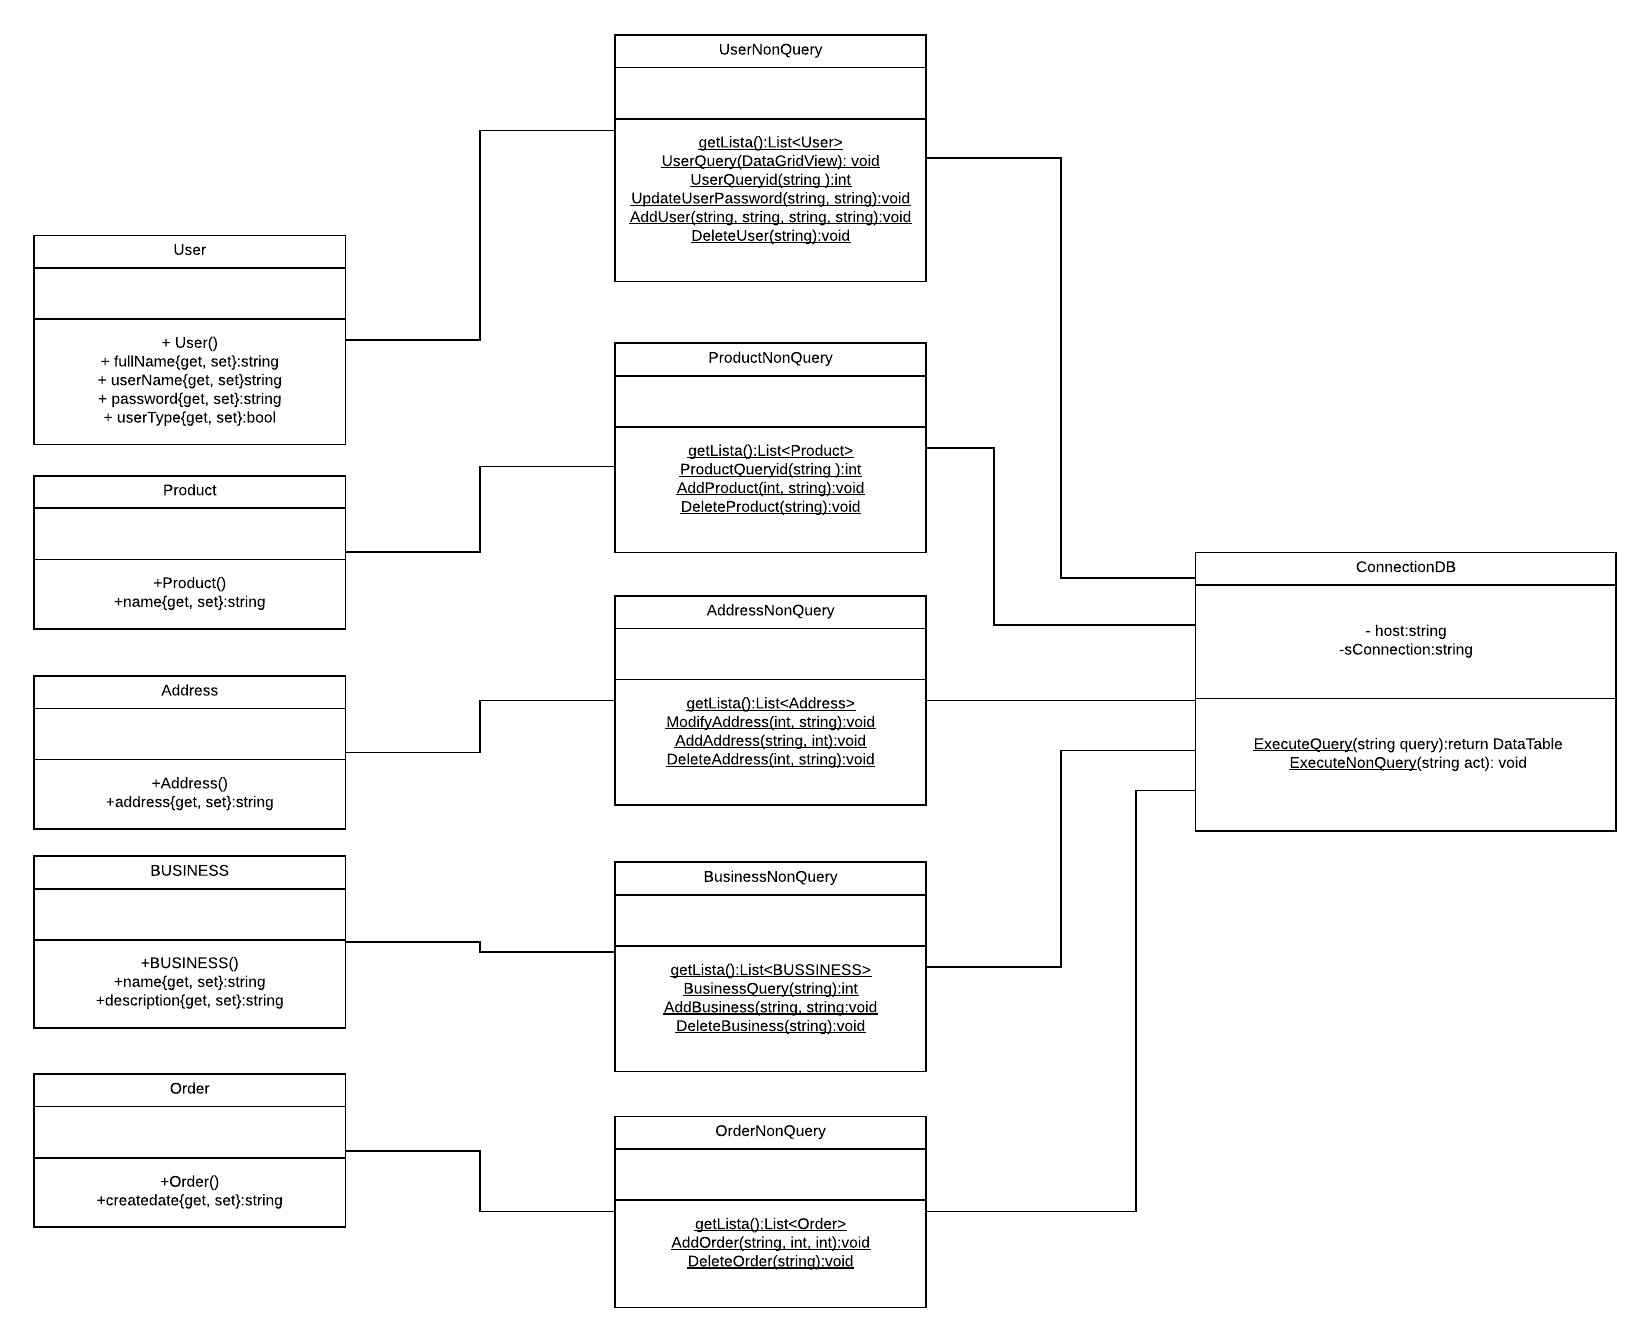 UserNonQuery
getLista():List<User>
UserQuery(DataGridView): void
UserQueryid(string ):int
UpdateUserPassword(string, string):void
AddUser(string, string, string, string):void
DeleteUser(string):void
User
+ User()
+ fullName{get, set}:string
+ userName{get, set}string
+ password{get, set}:string
+ userType{get, set}:bool
ProductNonQuery
getLista():List<Product>
ProductQueryid(string ):int
AddProduct(int, string):void
DeleteProduct(string):void
Product
+Product()
+name{get, set}:string
ConnectionDB
- host:string
-sConnection:string
ExecuteQuery(string query):return DataTable
ExecuteNonQuery(string act): void
AddressNonQuery
getLista():List<Address>
ModifyAddress(int, string):void
AddAddress(string, int):void
DeleteAddress(int, string):void
Address
+Address()
+address{get, set}:string
BUSINESS
+BUSINESS()
+name{get, set}:string
+description{get, set}:string
BusinessNonQuery
getLista():List<BUSSINESS>
BusinessQuery(string):int
AddBusiness(string, string:void
DeleteBusiness(string):void
Order
+Order()
+createdate{get, set}:string
OrderNonQuery
getLista():List<Order>
AddOrder(string, int, int):void
DeleteOrder(string):void